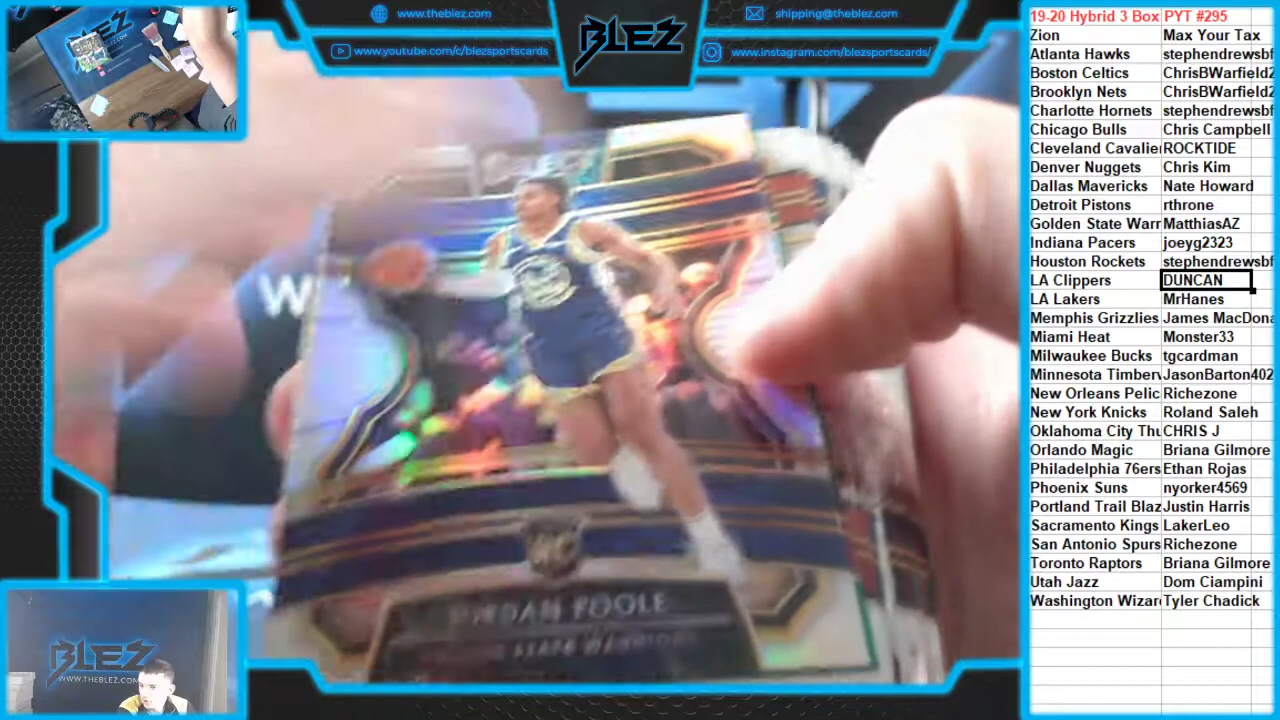 www.theblez.com
shipping@theblez.com
www.youtube.com/c/blezsportscards
www.instagram.com/blezsportscards/
BLEZ
19-20 Hybrid 3 Box PYT #295
Zion Max Your Tax
Atlanta Hawks stephendrewsbf
Boston Celtics ChrisBWarfield2
Brooklyn Nets ChrisBWarfield2
Charlotte Hornets stephendrewsbf
Chicago Bulls Chris Campbell
Cleveland Cavalier ROCKTIDE
Denver Nuggets Chris Kim
Dallas Mavericks Nate Howard
Detroit Pistons rthrone
Golden State Warr MatthiasAZ
Indiana Pacers joeyg2323
Houston Rockets stephendrewsbf
LA Clippers DUNCAN
LA Lakers MrHanes
Memphis Grizzlies James MacDona
Miami Heat Monster33
Milwaukee Bucks tgcardman
Minnesota Timberv JasonBarton402
New Orleans Pelic Richezone
New York Knicks Roland Saleh
Oklahoma City Thu CHRIS J
Orlando Magic Briana Gilmore
Philadelphia 76ers Ethan Rojas
Phoenix Suns nyorker4569
Portland Trail Blaz Justin Harris
Sacramento Kings LakerLeo
San Antonio Spurs Richezone
Toronto Raptors Briana Gilmore
Utah Jazz Dom Ciampini
Washington Wizar Tyler Chadick
RC
JORDAN POOLE
STATE WARRIORS
BLEZ
WWW.THEBLEZ.COM